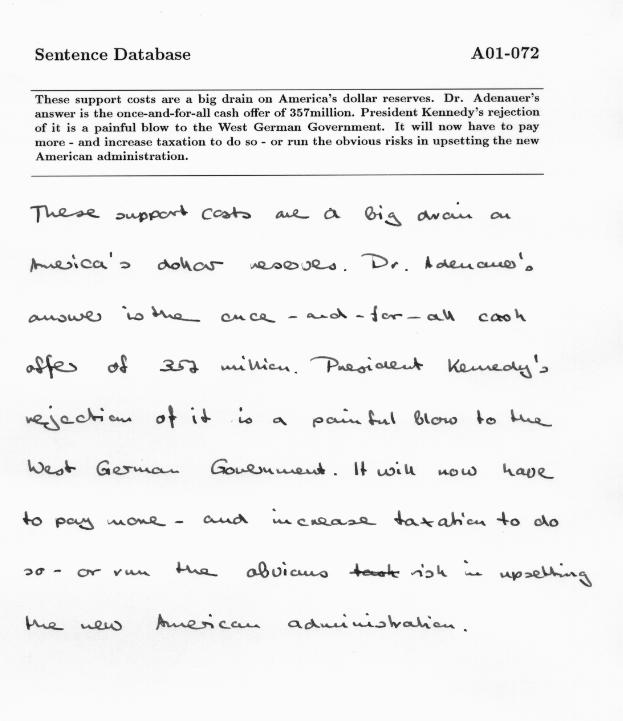 Sentence Database A01-072
These support costs are a big drain on America's dollar reserves. Dr. Adenauer's
answer is the once-and-for-all cash offer of 357million. President Kennedy's rejection
of it is a painful blow to the West German Government. It will now have to pay
more - and increase taxation to do so - or run the obvious risks in upsetting the new
American administration.
These support costs are a big drain on
America's dollar reserves. Dr. Adenauer's
answer is the once - and - for - all cash
offer of 357 million. President Kennedy's
rejection of it is a painful blow to the
West German Government. It will now have
to pay more - and increase taxation to do
so - or run the obvious risk in upsetting
the new American administration.